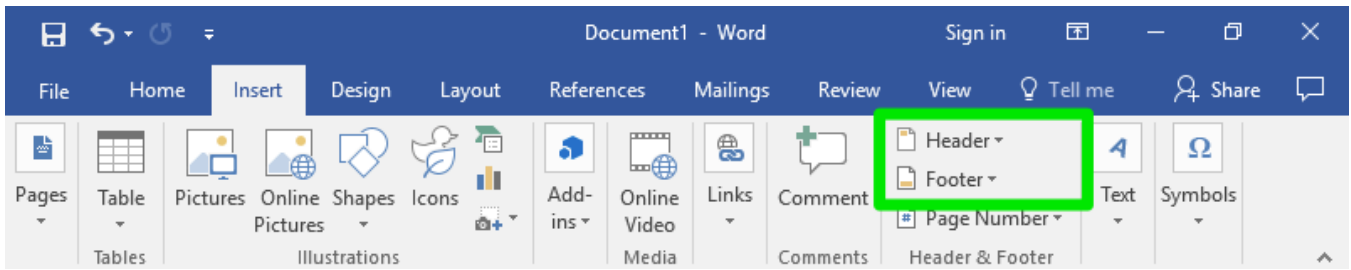 Document1 - Word Sign in
File Home Insert Design Layout References Mailings Review View Tell me Share
Header
Footer
Page Number
Pages Table Pictures Online Pictures Shapes Icons Add-ins Online Video Links Comment Text Symbols
Tables Illustrations Media Comments Header & Footer